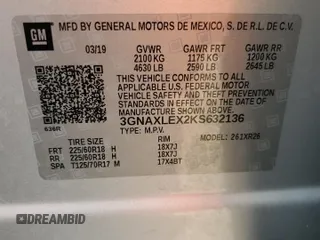 GM
MFD BY GENERAL MOTORS DE MEXICO, S. DE R.L. DE C.V.
03/19 GVWR GAWR FRT GAWR RR
2100 KG 1175 KG 1200 KG
4630 LB 2590 LB 2645 LB
THIS VEHICLE CONFORMS TO ALL APPLICABLE
U.S. FEDERAL MOTOR VEHICLE SAFETY, BUMPER, AND
THEFT PREVENTION STANDARDS IN EFFECT ON THE
DATE OF MANUFACTURE SHOWN ABOVE.
3GNAXLEX2KS632136
TYPE: M.P.V. MODEL:
TIRE SIZE RIM
FRT 225/60R18 H 18X7J
RR 225/60R18 H 18X7J
SPA T125/70R17 M 17X4BT
DREAMBID